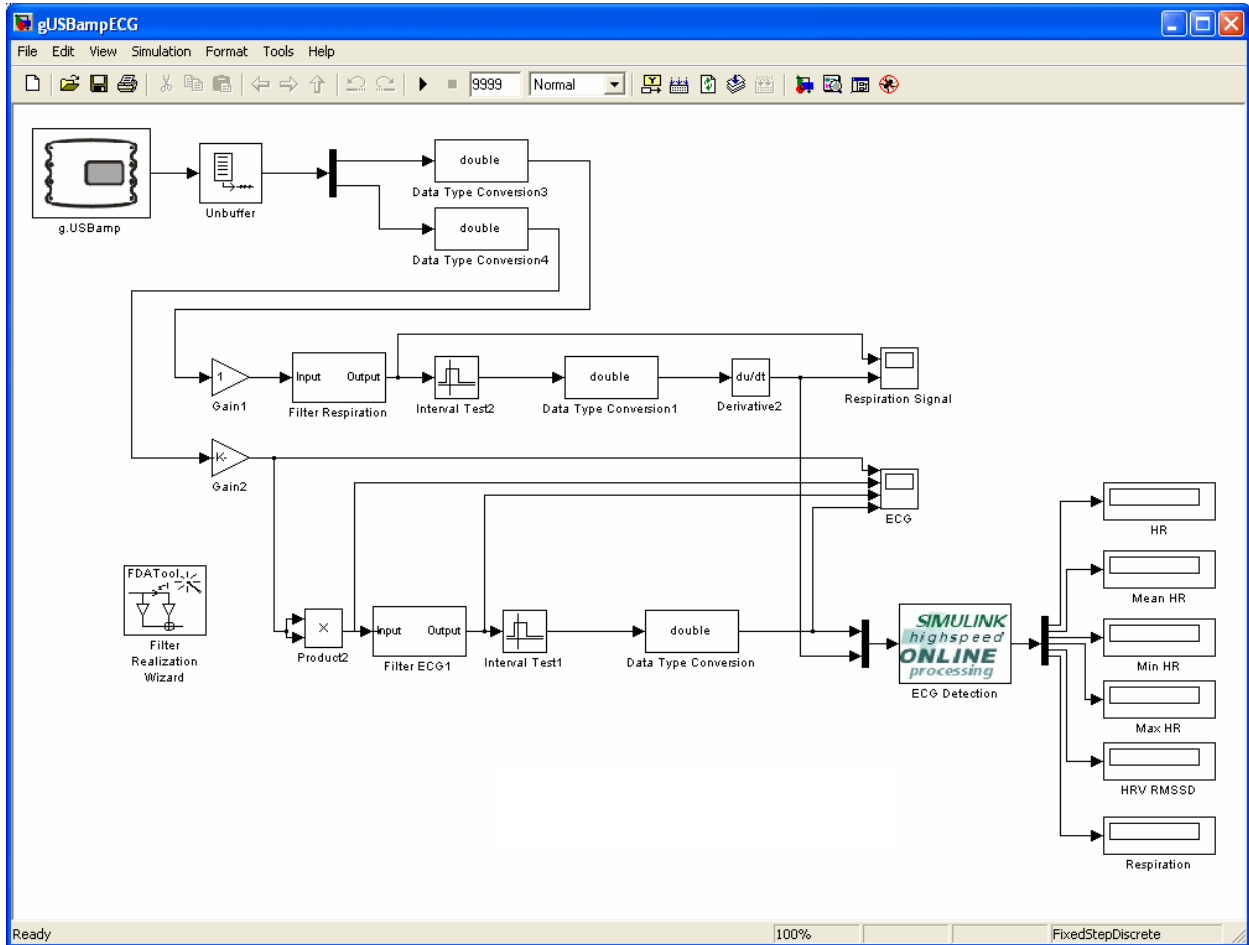 gUSBampECG
File Edit View Simulation Format Tools Help
9999 Normal
g.USBamp
Unbuffer
double
Data Type Conversion3
double
Data Type Conversion4
1
Gain1
Input Output
Filter Respiration
Interval Test2
double
Data Type Conversion1
du/dt
Derivative2
Respiration Signal
K-
Gain2
ECG
FDATool
Filter
Realization
Wizard
×
Product2
Input Output
Filter ECG1
Interval Test1
double
Data Type Conversion
SIMULINK
highspeed
ONLINE
processing
ECG Detection
HR
Mean HR
Min HR
Max HR
HRV RMSSD
Respiration
Ready 100% FixedStepDiscrete